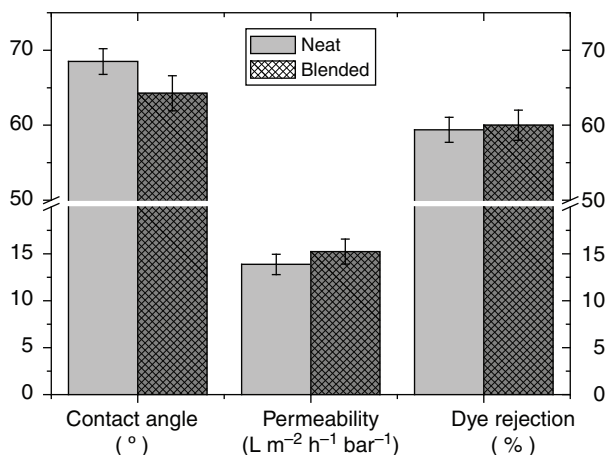 70
60
50
15
10
5
0
Neat
Blended
70
60
50
15
10
5
0
Contact angle
( º )
Permeability
(L m⁻² h⁻¹ bar⁻¹)
Dye rejection
( % )